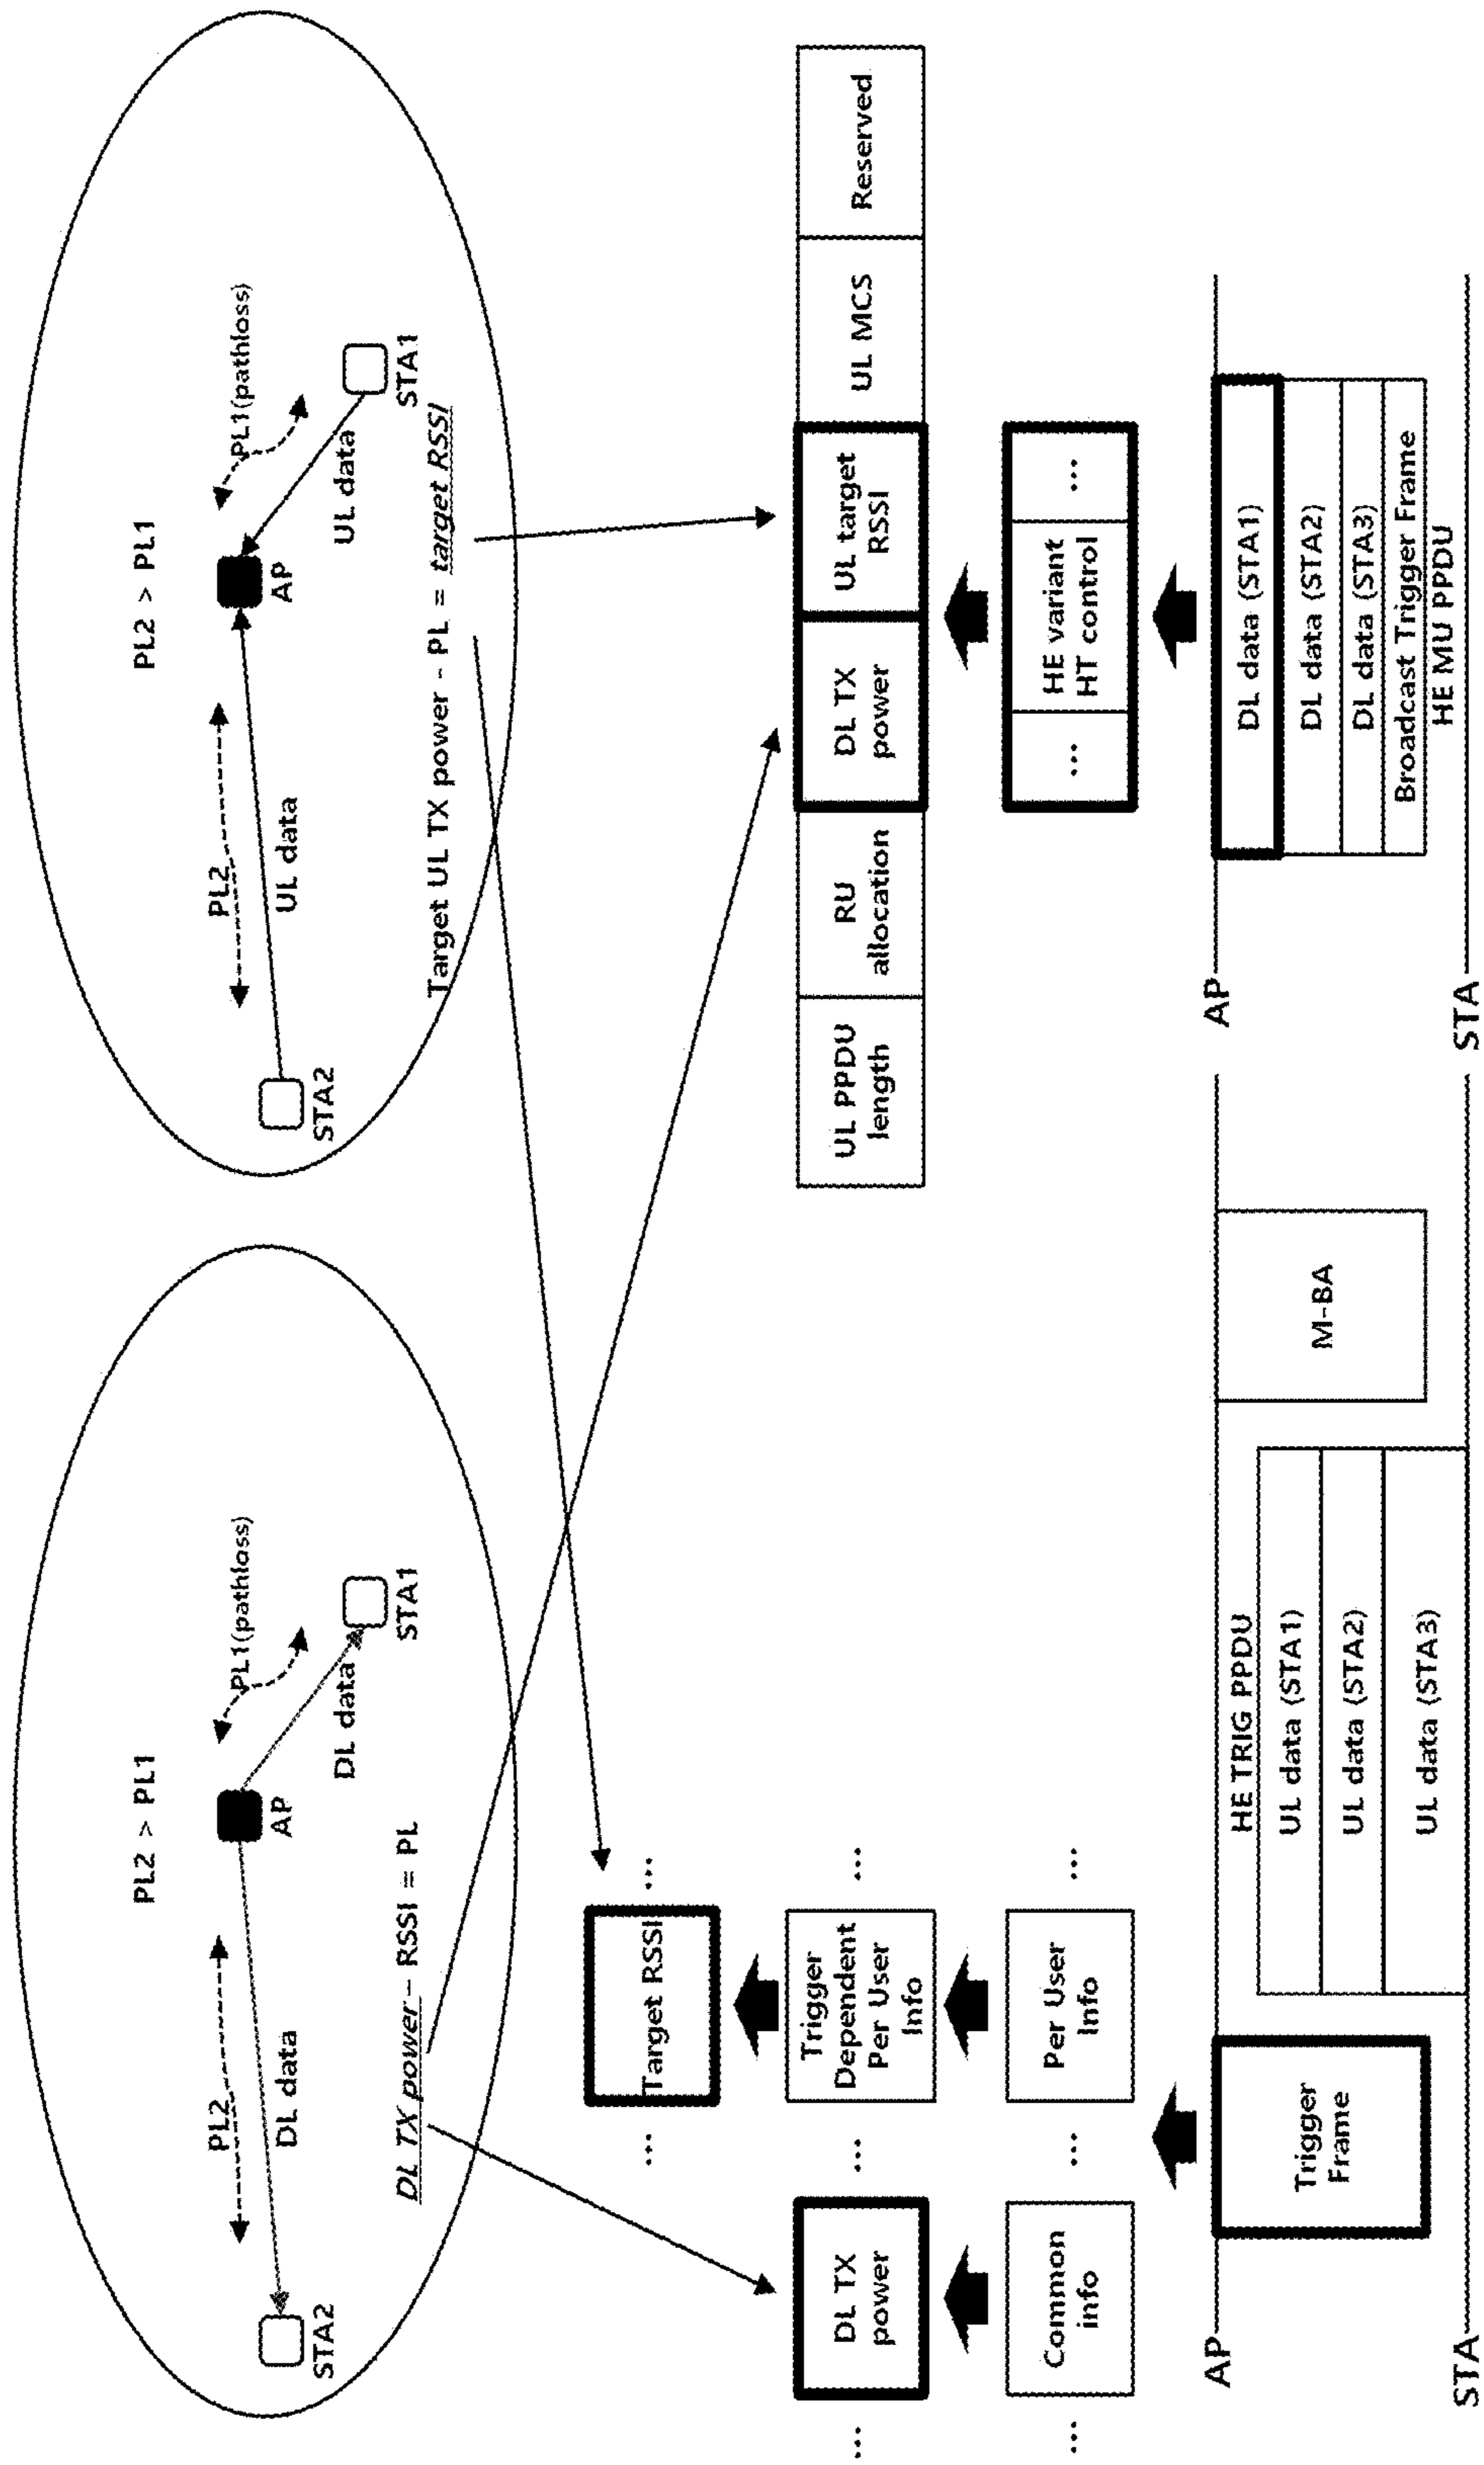 PL2 > PL1
PL2
PL1(pathloss)
DL data
AP
DL data
STA2
STA1
DL TX power - RSSI = PL
PL2 > PL1
PL2
PL1(pathloss)
UL data
AP
UL data
STA2
STA1
Target UL TX power - PL = target RSSI
...
Target RSSI
...
...
DL TX
power
...
Trigger
Dependent
Per User
Info
...
...
Common
info
...
Per User
Info
...
AP
Trigger
Frame
HE TRIG PPDU
UL data (STA1)
UL data (STA2)
UL data (STA3)
M-BA
STA
UL PPDU
length
RU
allocation
DL TX
power
UL target
RSSI
UL MCS
Reserved
...
HE variant
HT control
...
AP
DL data (STA1)
DL data (STA2)
DL data (STA3)
Broadcast Trigger Frame
HE MU PPDU
STA